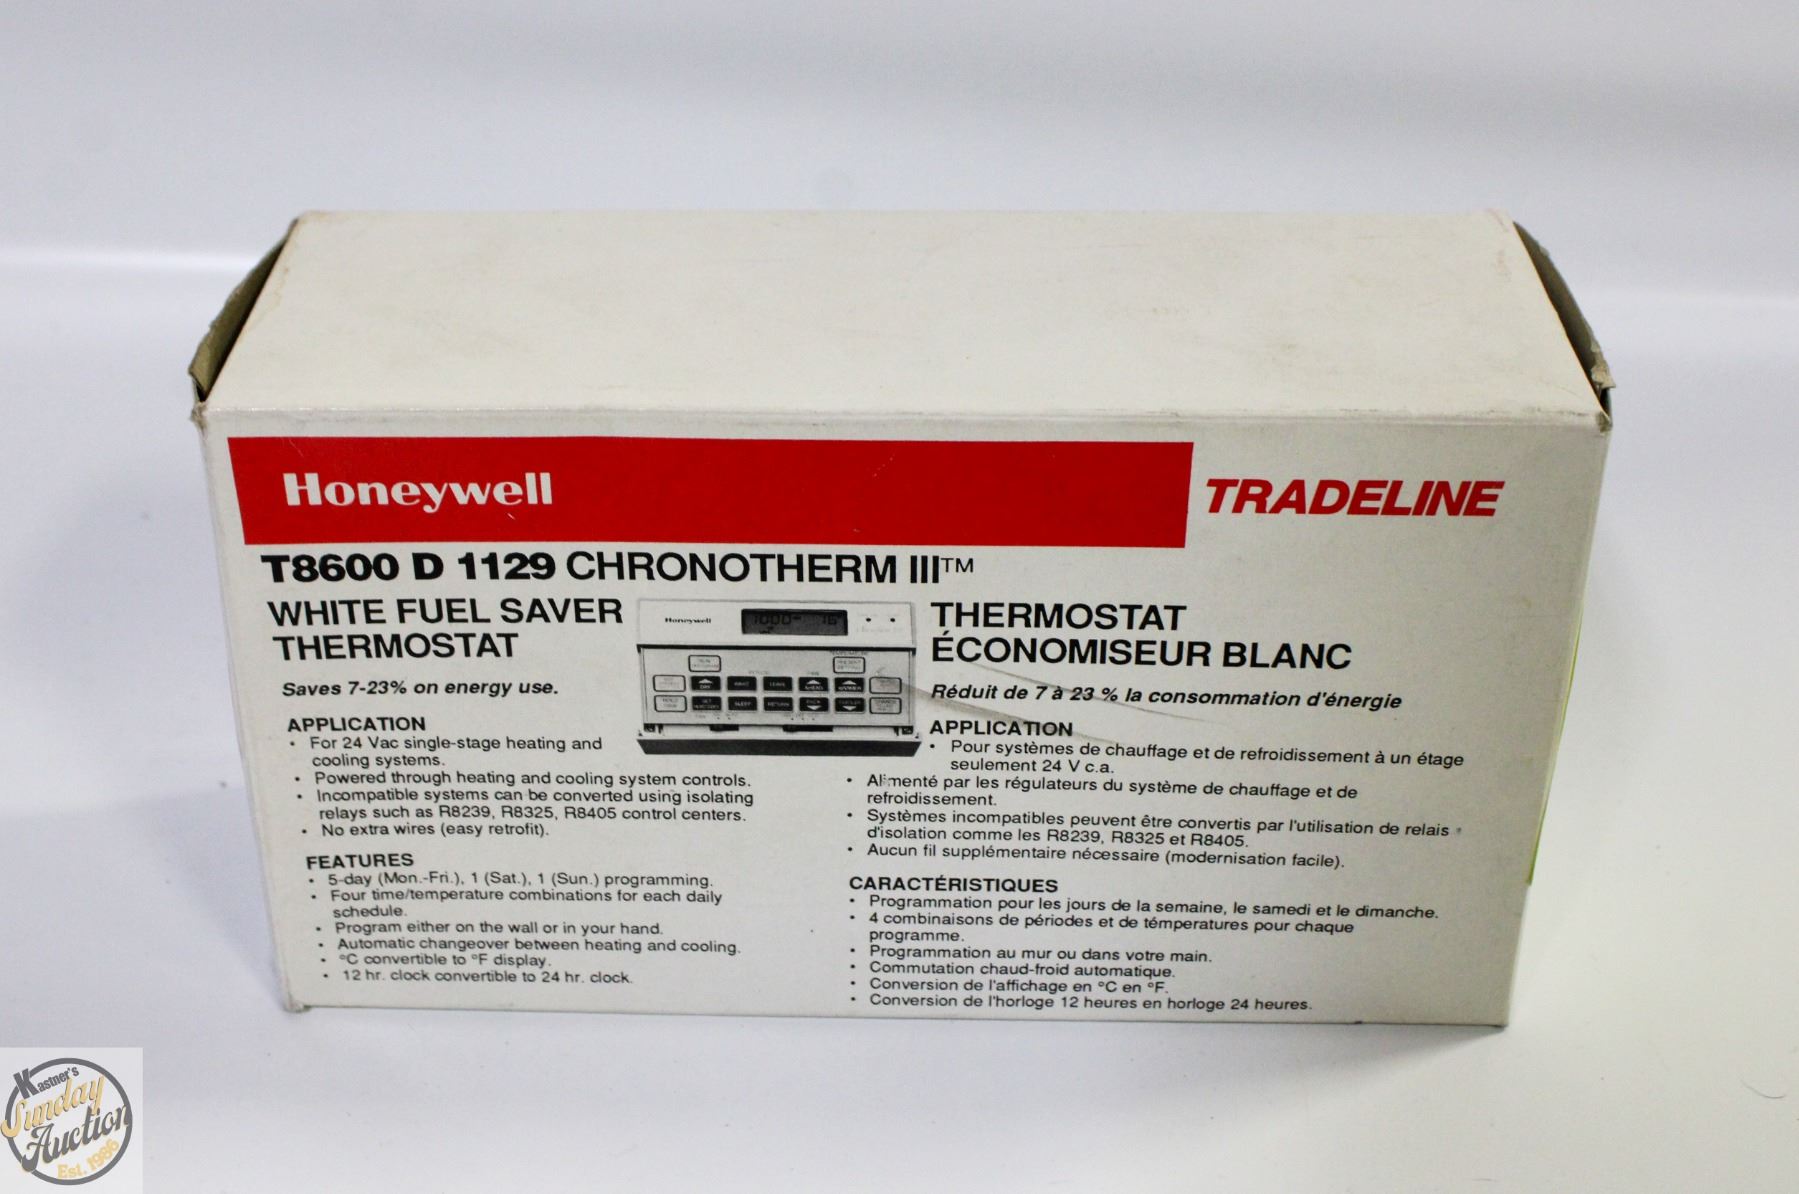 Honeywell
TRADELINE
T8600 D 1129 CHRONOTHERM III™
WHITE FUEL SAVER
THERMOSTAT
Saves 7-23% on energy use.
APPLICATION
• For 24 Vac single-stage heating and
cooling systems.
• Powered through heating and cooling system controls.
• Incompatible systems can be converted using isolating
relays such as R8239, R8325, R8405 control centers.
• No extra wires (easy retrofit).
FEATURES
• 5-day (Mon.-Fri.), 1 (Sat.), 1 (Sun.) programming.
• Four time/temperature combinations for each daily
schedule.
• Program either on the wall or in your hand.
• Automatic changeover between heating and cooling.
• °C convertible to °F display.
• 12 hr. clock convertible to 24 hr. clock.
Honeywell
TEMPERATURE
DAY
WAKE
LEAVE
SLEEP
RETURN
THERMOSTAT
ÉCONOMISEUR BLANC
Réduit de 7 à 23 % la consommation d'énergie
APPLICATION
• Pour systèmes de chauffage et de refroidissement à un étage
seulement 24 V c.a.
• Alimenté par les régulateurs du système de chauffage et de
refroidissement.
• Systèmes incompatibles peuvent être convertis par l'utilisation de relais
d'isolation comme les R8239, R8325 et R8405.
• Aucun fil supplémentaire nécessaire (modernisation facile).
CARACTÉRISTIQUES
• Programmation pour les jours de la semaine, le samedi et le dimanche.
• 4 combinaisons de périodes et de témpératures pour chaque
programme.
• Programmation au mur ou dans votre main.
• Commutation chaud-froid automatique.
• Conversion de l'affichage en °C en °F.
• Conversion de l'horloge 12 heures en horloge 24 heures.
Kastner's
Sunday
Auction
Est. 1986